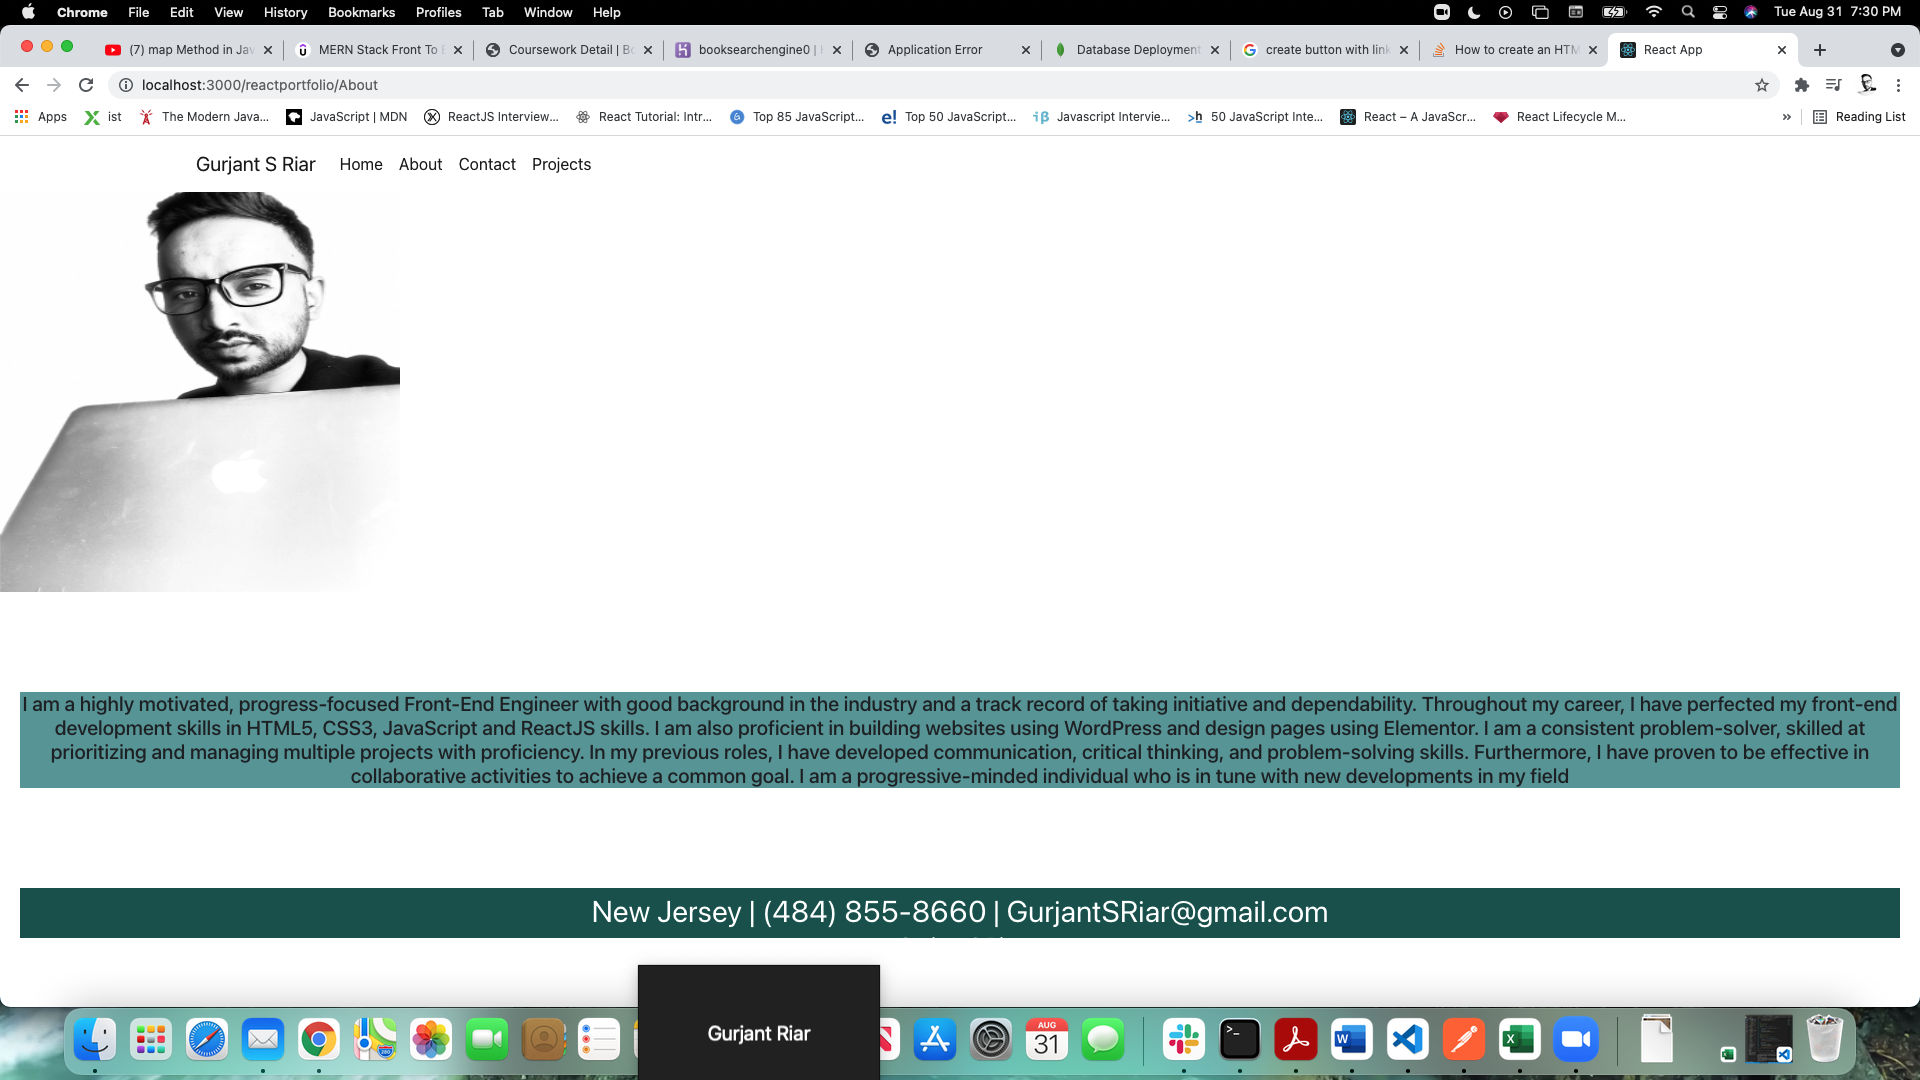 Chrome File Edit View History Bookmarks Profiles Tab Window Help Tue Aug 31 7:30 PM
(7) map Method in Jav MERN Stack Front To E Coursework Detail | Bo booksearchengine0 | Application Error Database Deployment create button with link How to create an HTM React App
localhost:3000/reactportfolio/About
Apps ist The Modern Java... JavaScript | MDN ReactJS Interview... React Tutorial: Intr... Top 85 JavaScript... Top 50 JavaScript... Javascript Intervie... 50 JavaScript Inte... React – A JavaScr... React Lifecycle M... » Reading List
Gurjant S Riar Home About Contact Projects
I am a highly motivated, progress-focused Front-End Engineer with good background in the industry and a track record of taking initiative and dependability. Throughout my career, I have perfected my front-end
development skills in HTML5, CSS3, JavaScript and ReactJS skills. I am also proficient in building websites using WordPress and design pages using Elementor. I am a consistent problem-solver, skilled at
prioritizing and managing multiple projects with proficiency. In my previous roles, I have developed communication, critical thinking, and problem-solving skills. Furthermore, I have proven to be effective in
collaborative activities to achieve a common goal. I am a progressive-minded individual who is in tune with new developments in my field
New Jersey | (484) 855-8660 | GurjantSRiar@gmail.com
Gurjant Riar
AUG
31